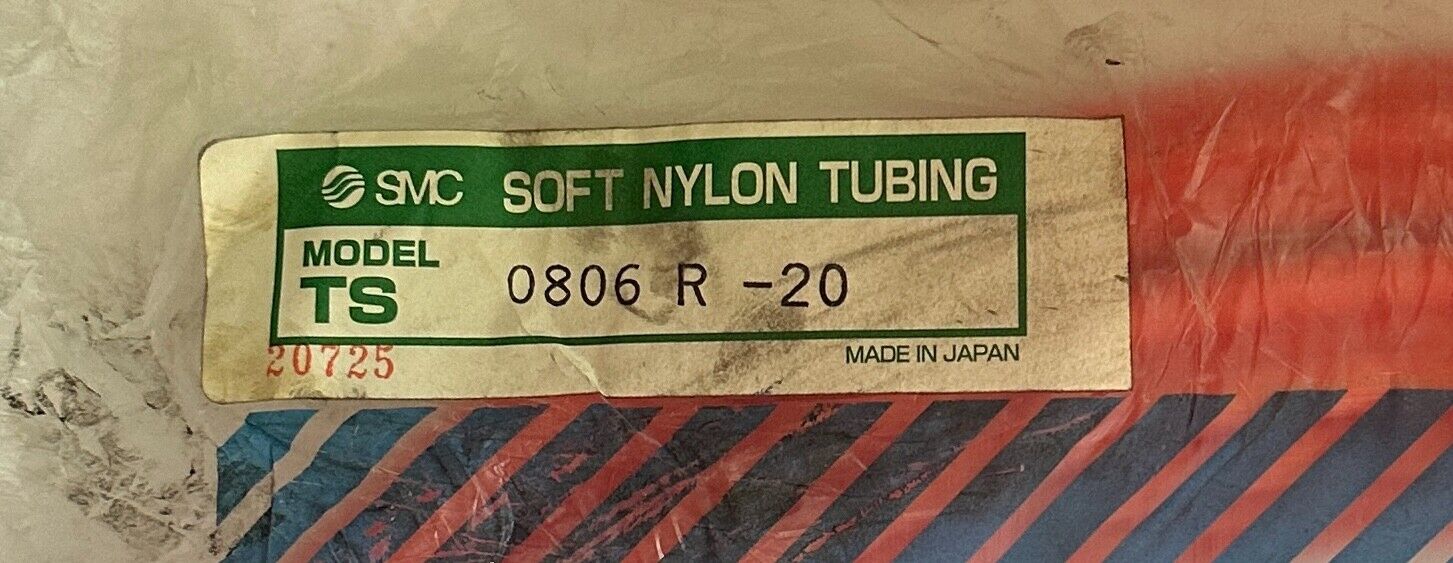 SMC SOFT NYLON TUBING
MODEL
TS 0806 R -20
20725
MADE IN JAPAN